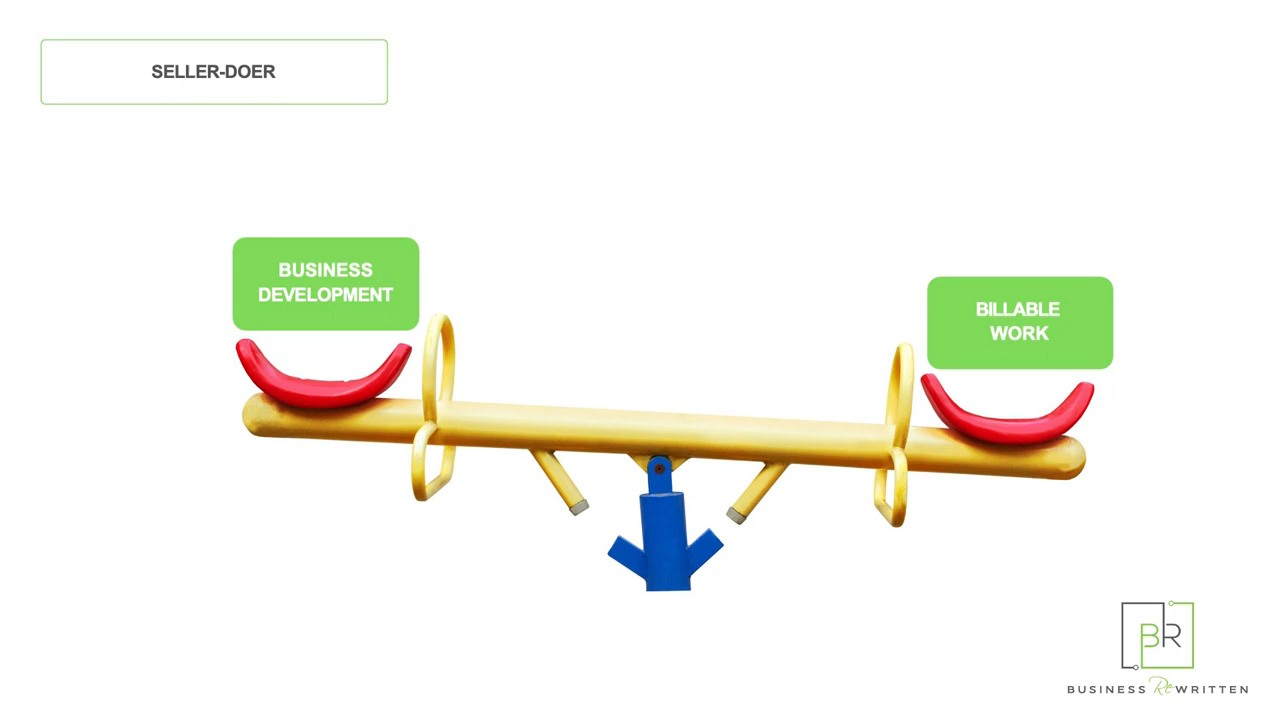 SELLER-DOER
BUSINESS
DEVELOPMENT
BILLABLE
WORK
BR
BUSINESS ReWRITTEN